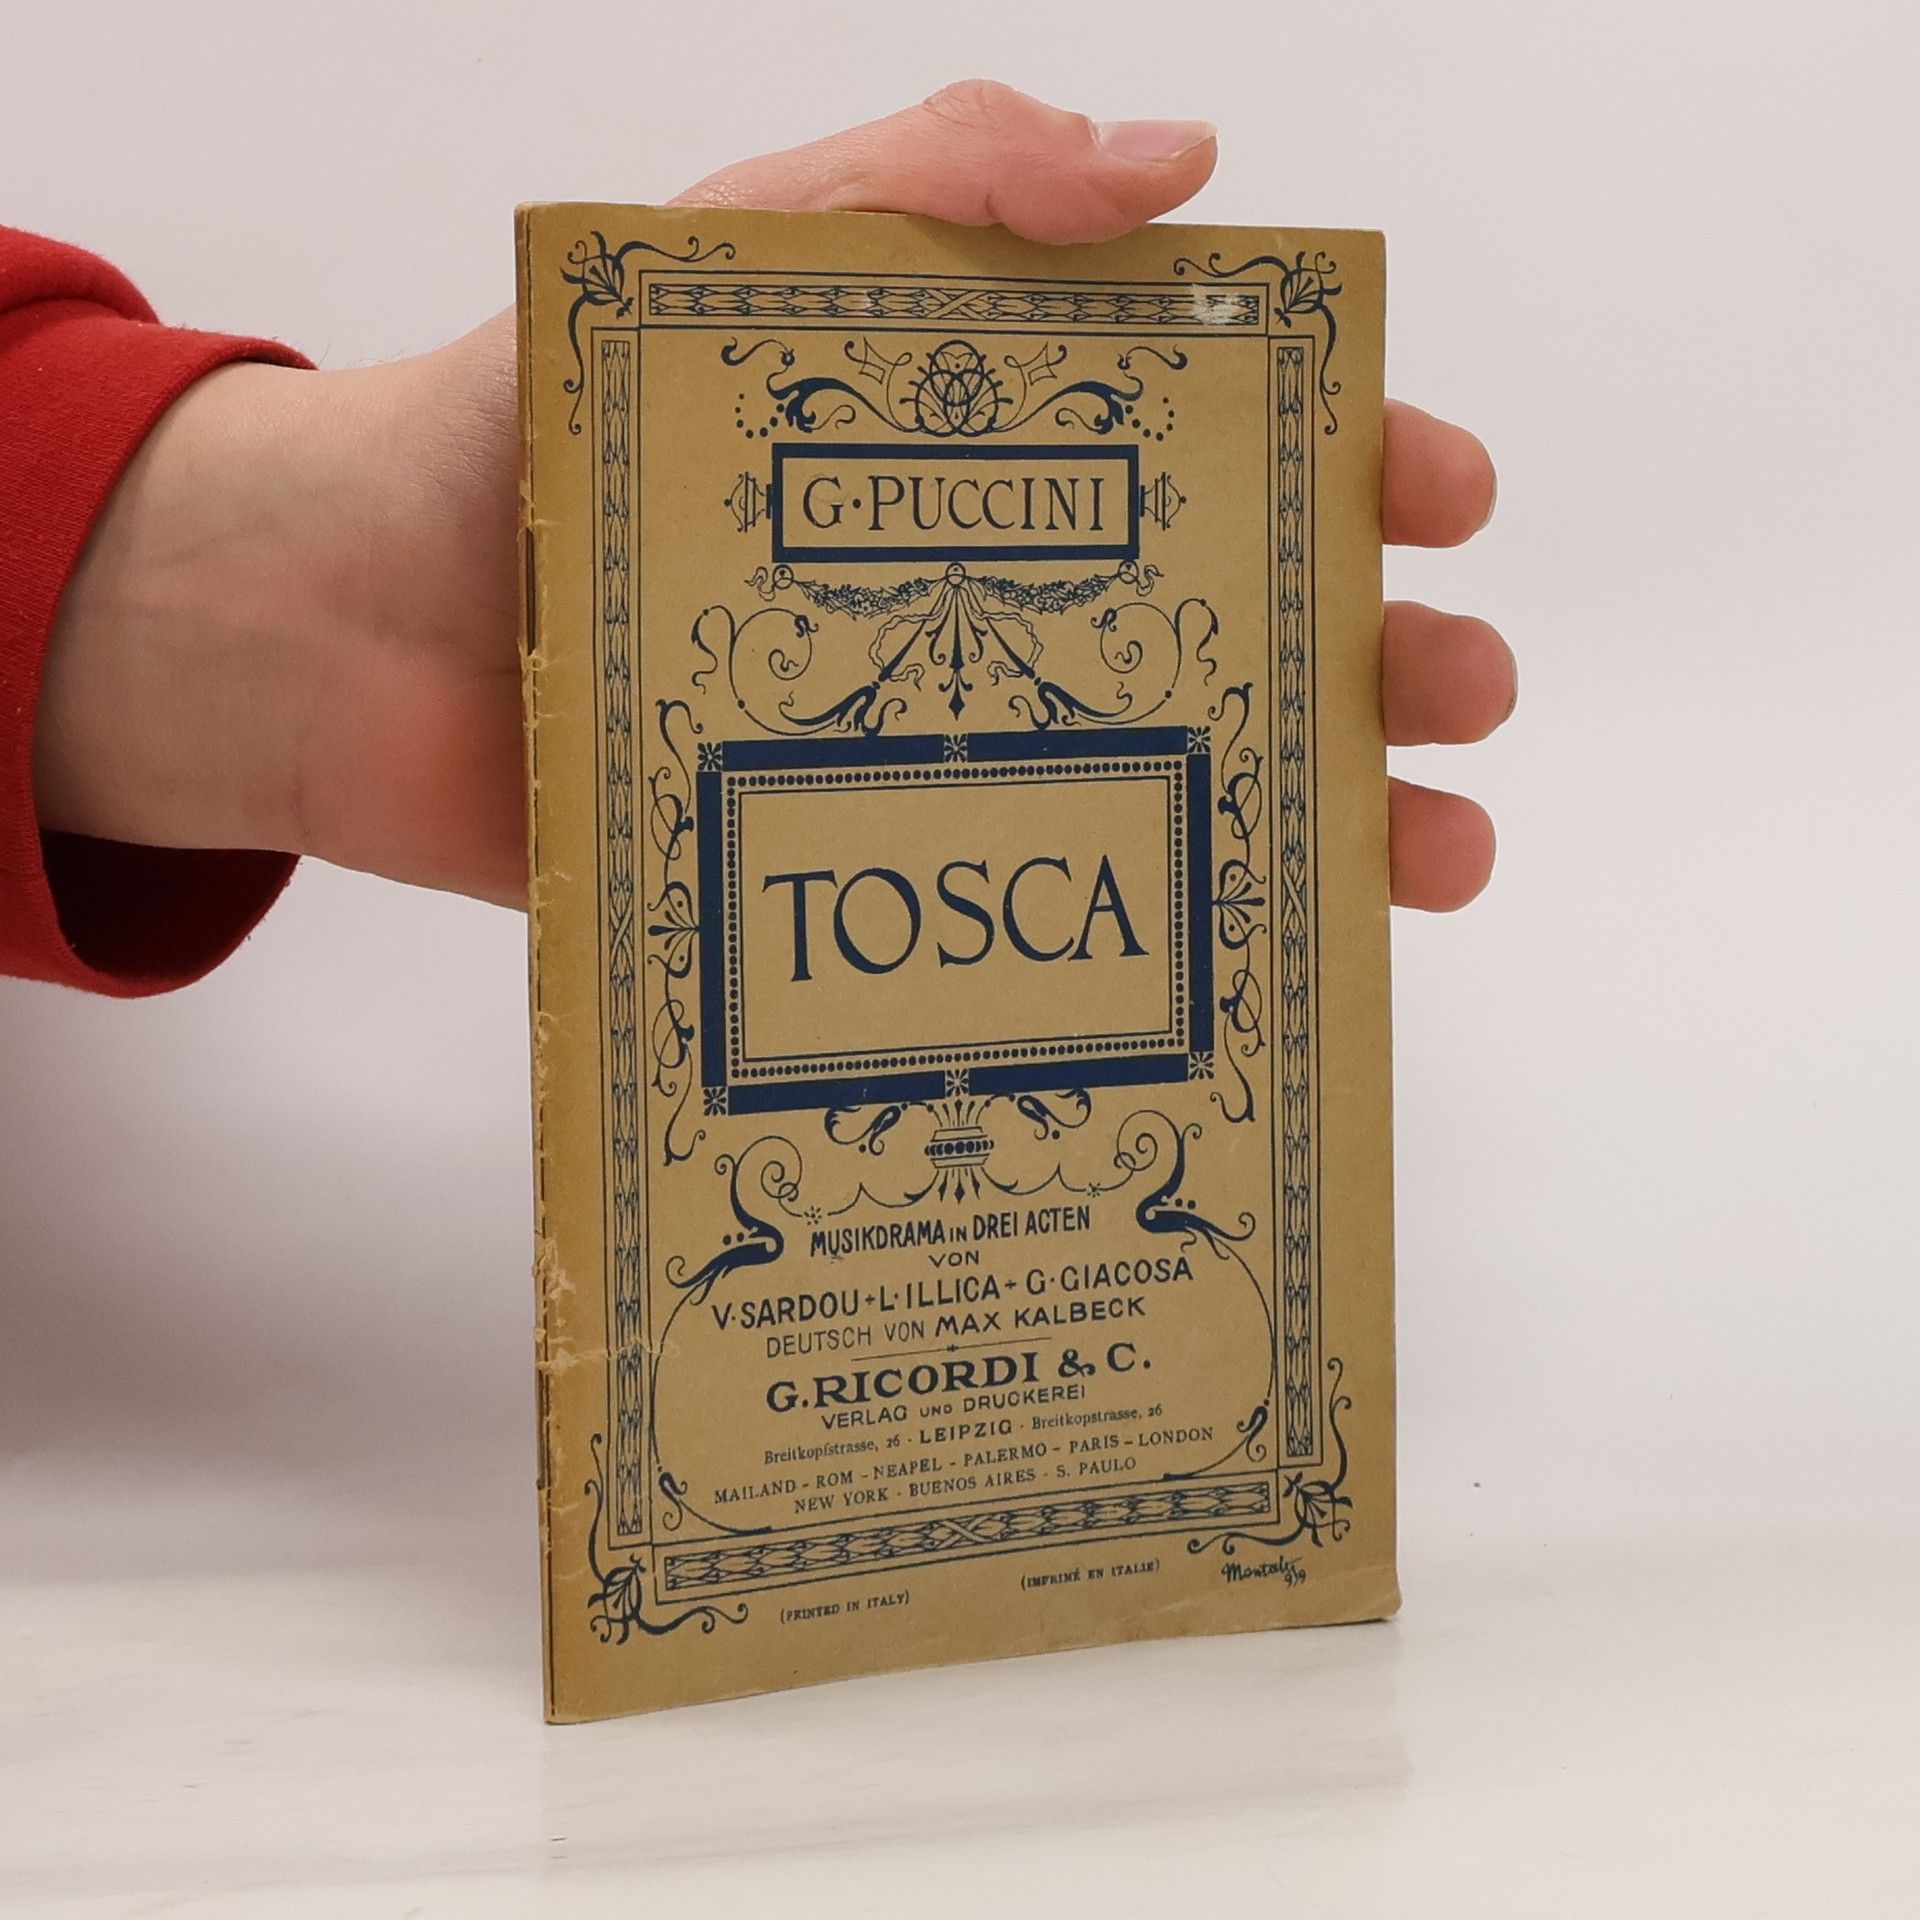 G·PUCCINI
TOSCA
MUSIKDRAMA IN DREI ACTEN
VON
V·SARDOU÷L·ILLICA÷G·GIACOSA
DEUTSCH VON MAX KALBECK
G.RICORDI & C.
VERLAG UND DRUCKEREI
Breitkopfstrasse, 26 · LEIPZIG · Breitkopstrasse, 26
MAILAND - ROM - NEAPEL - PALERMO - PARIS - LONDON
NEW YORK · BUENOS AIRES · S. PAULO
(PRINTED IN ITALY) (IMPRIMÉ EN ITALIE)